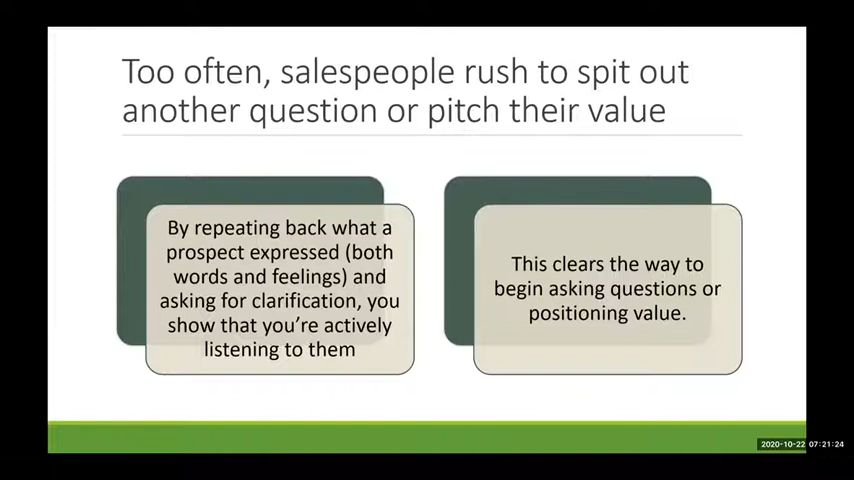 Too often, salespeople rush to spit out
another question or pitch their value
By repeating back what a
prospect expressed (both
words and feelings) and
asking for clarification, you
show that you’re actively
listening to them
This clears the way to
begin asking questions or
positioning value.
2020-10-22 07:21:24